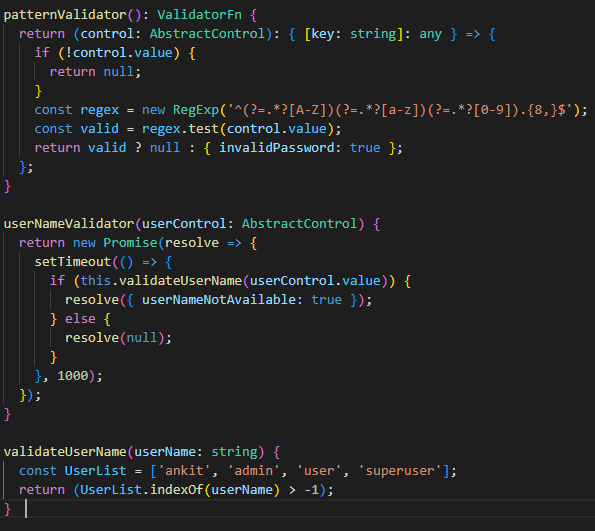 patternValidator(): ValidatorFn {
  return (control: AbstractControl): { [key: string]: any } => {
    if (!control.value) {
      return null;
    }
    const regex = new RegExp('^(?=.*?[A-Z])(?=.*?[a-z])(?=.*?[0-9]).{8,}$');
    const valid = regex.test(control.value);
    return valid ? null : { invalidPassword: true };
  };
}

userNameValidator(userControl: AbstractControl) {
  return new Promise(resolve => {
    setTimeout(() => {
      if (this.validateUserName(userControl.value)) {
        resolve({ userNameNotAvailable: true });
      } else {
        resolve(null);
      }
    }, 1000);
  });
}

validateUserName(userName: string) {
  const UserList = ['ankit', 'admin', 'user', 'superuser'];
  return (UserList.indexOf(userName) > -1);
}